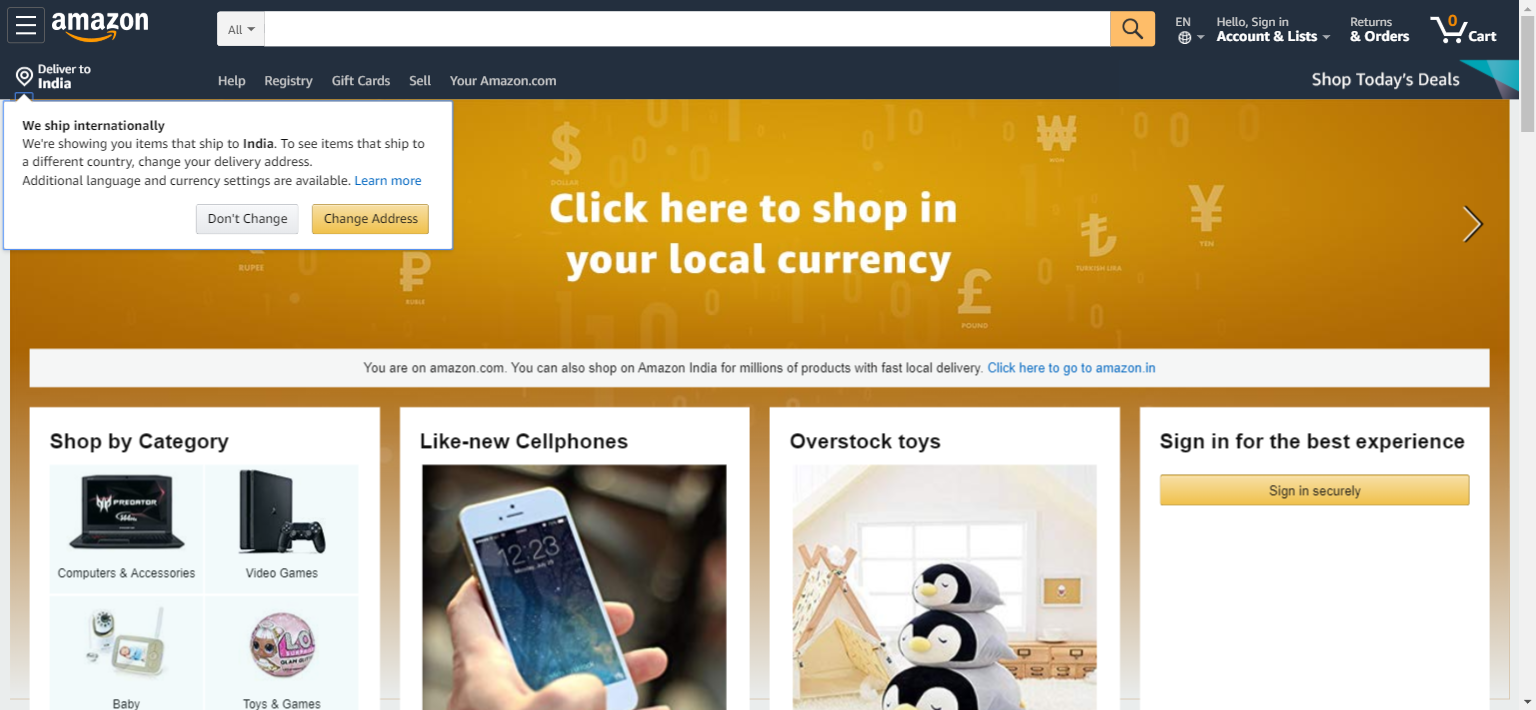 amazon
All
EN
Hello, Sign in
Account & Lists
Returns
& Orders
0
Cart
Deliver to
India
Help
Registry
Gift Cards
Sell
Your Amazon.com
Shop Today's Deals
We ship internationally
We're showing you items that ship to India. To see items that ship to
a different country, change your delivery address.
Additional language and currency settings are available. Learn more
Don't Change
Change Address
Click here to shop in
your local currency
$
DOLLAR
₩
WON
¥
YEN
₺
TURKISH LIRA
£
POUND
RUPEE
₽
RUBLE
You are on amazon.com. You can also shop on Amazon India for millions of products with fast local delivery. Click here to go to amazon.in
Shop by Category
PREDATOR
Computers & Accessories
Video Games
Baby
L.O.L.
SURPRISE
GLAM GLITTER
Toys & Games
Like-new Cellphones
12:23
Overstock toys
Sign in for the best experience
Sign in securely